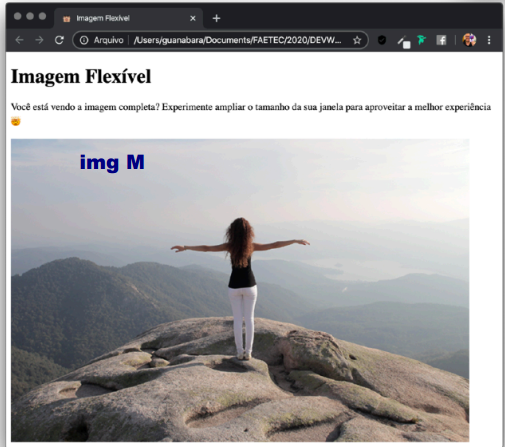 Imagem Flexível
Arquivo | /Users/guanabara/Documents/FAETEC/2020/DEVW...
Imagem Flexível
Você está vendo a imagem completa? Experimente ampliar o tamanho da sua janela para aproveitar a melhor experiência
img M